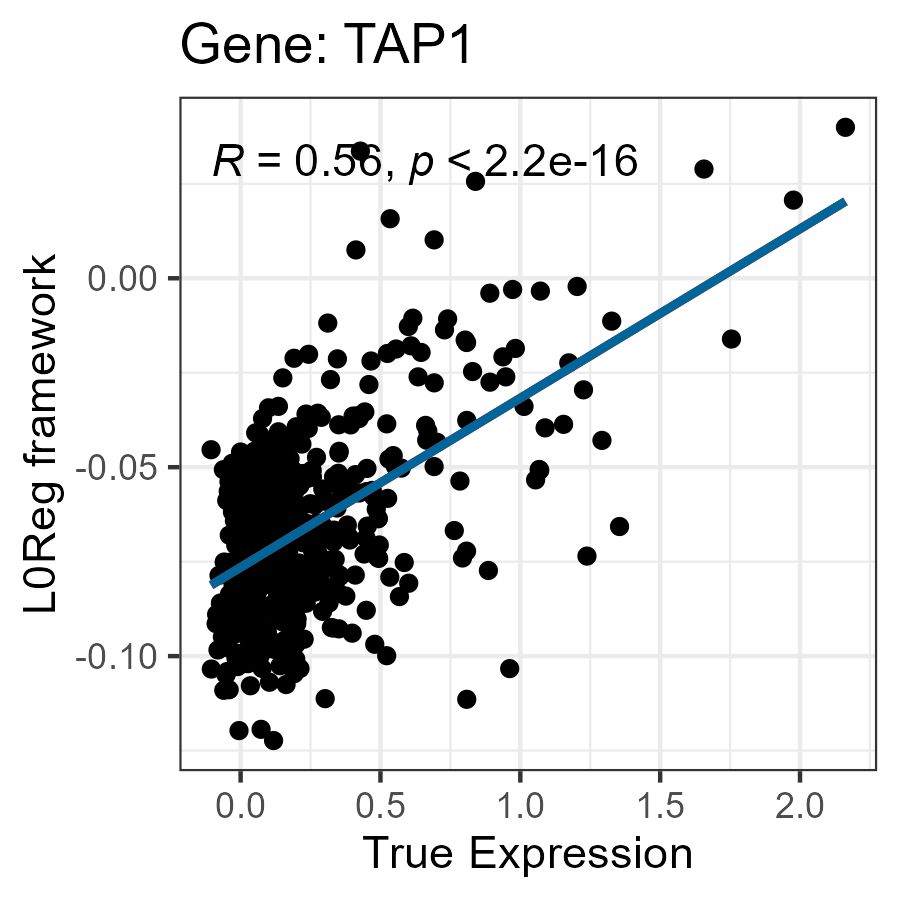 Gene: TAP1
R = 0.56, p < 2.2e-16
L0Reg framework
0.00
-0.05
-0.10
0.0 0.5 1.0 1.5 2.0
True Expression